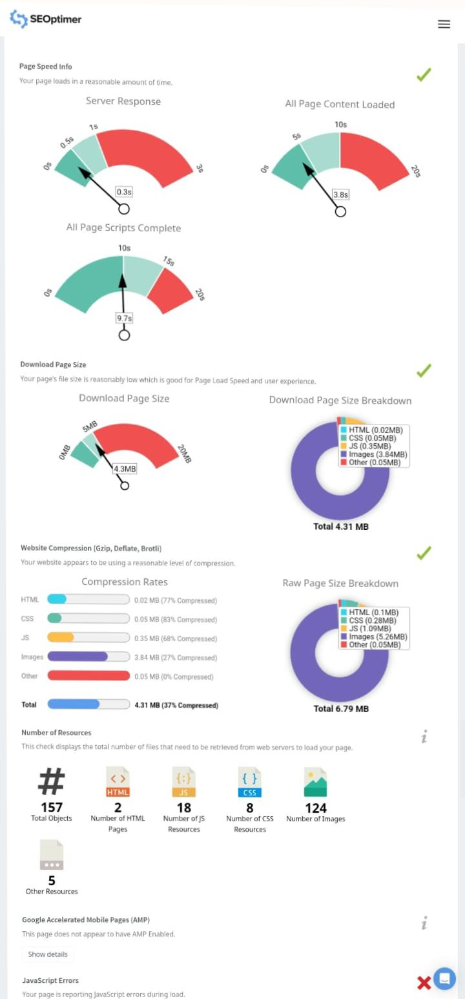 SEOptimer
Page Speed Info
Your page loads in a reasonable amount of time.
Server Response
0s
0.5s
1s
3s
0.3s
All Page Content Loaded
0s
5s
10s
20s
3.8s
All Page Scripts Complete
0s
10s
15s
20s
9.7s
Download Page Size
Your page's file size is reasonably low which is good for Page Load Speed and user experience.
Download Page Size
0MB
5MB
20MB
4.3MB
Download Page Size Breakdown
HTML (0.02MB)
CSS (0.05MB)
JS (0.35MB)
Images (3.84MB)
Other (0.05MB)
Total 4.31 MB
Website Compression (Gzip, Deflate, Brotli)
Your website appears to be using a reasonable level of compression.
Compression Rates
HTML 0.02 MB (77% Compressed)
CSS 0.05 MB (83% Compressed)
JS 0.35 MB (68% Compressed)
Images 3.84 MB (27% Compressed)
Other 0.05 MB (0% Compressed)
Total 4.31 MB (37% Compressed)
Raw Page Size Breakdown
HTML (0.1MB)
CSS (0.28MB)
JS (1.09MB)
Images (5.26MB)
Other (0.05MB)
Total 6.79 MB
Number of Resources
This check displays the total number of files that need to be retrieved from web servers to load your page.
#
157
Total Objects
< >
HTML
2
Number of HTML
Pages
{:}
JS
18
Number of JS
Resources
{ }
CSS
8
Number of CSS
Resources
124
Number of Images
5
Other Resources
Google Accelerated Mobile Pages (AMP)
This page does not appear to have AMP Enabled.
Show details
JavaScript Errors
Your page is reporting JavaScript errors during load.